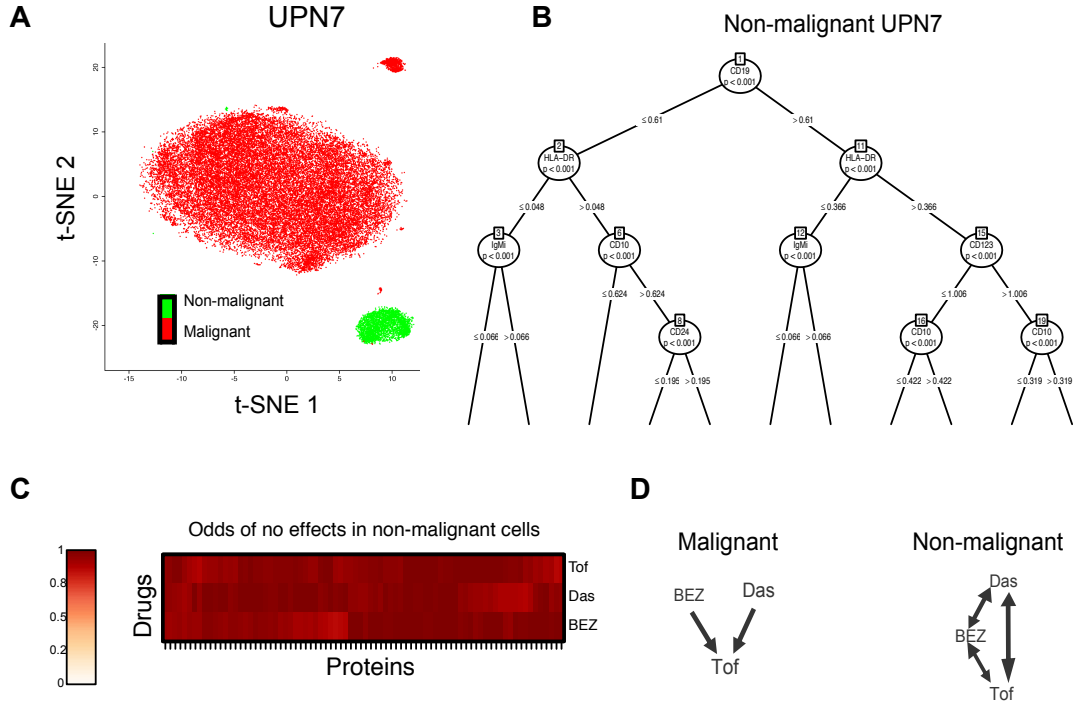 A
UPN7
20
10
0
-10
-20
t-SNE 2
-15
-10
-5
0
5
10
t-SNE 1
Non-malignant
Malignant
B
Non-malignant UPN7
1
CD19
p < 0.001
≤ 0.61
> 0.61
2
HLA-DR
p < 0.001
11
HLA-DR
p < 0.001
≤ 0.048
> 0.048
≤ 0.366
> 0.366
3
IgMi
p < 0.001
6
CD10
p < 0.001
12
IgMi
p < 0.001
15
CD123
p < 0.001
≤ 0.624
> 0.624
≤ 1.006
> 1.006
8
CD24
p < 0.001
16
CD10
p < 0.001
19
CD10
p < 0.001
≤ 0.066
> 0.066
≤ 0.195
> 0.195
≤ 0.066
> 0.066
≤ 0.422
> 0.422
≤ 0.319
> 0.319
C
Odds of no effects in non-malignant cells
1
0.8
0.5
0.2
0
Drugs
Tof
Das
BEZ
Proteins
D
Malignant
BEZ
Das
Tof
Non-malignant
Das
BEZ
Tof